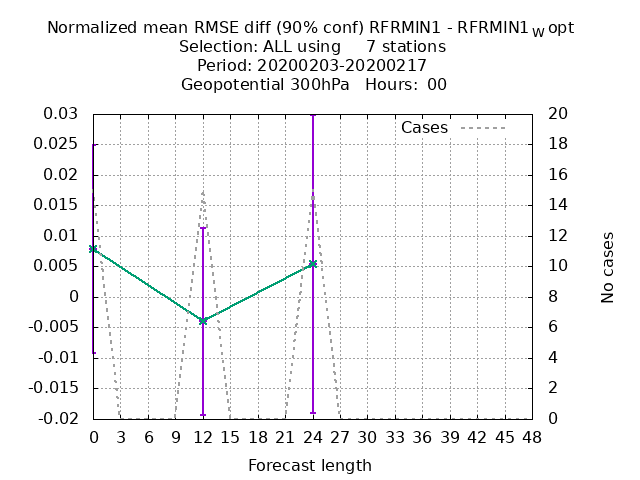 Normalized mean RMSE diff (90% conf) RFRMIN1 - RFRMIN1W opt
Selection: ALL using 7 stations
Period: 20200203-20200217
Geopotential 300hPa Hours: 00
Cases
0.03
0.025
0.02
0.015
0.01
0.005
0
-0.005
-0.01
-0.015
-0.02
20
18
16
14
12
10
8
6
4
2
0
No cases
0 3 6 9 12 15 18 21 24 27 30 33 36 39 42 45 48
Forecast length